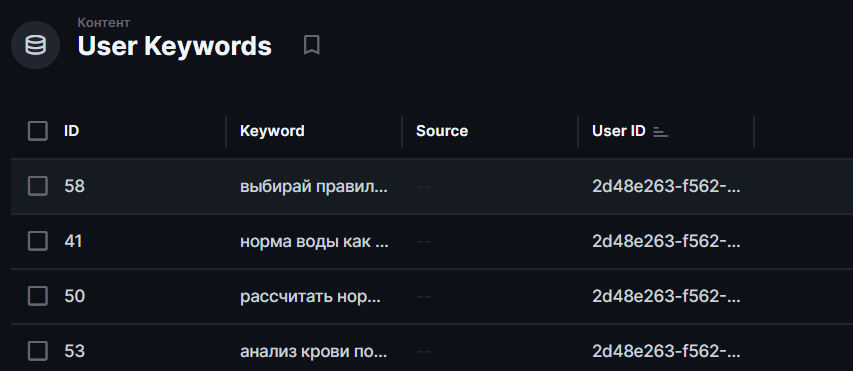 Контент
User Keywords
ID Keyword Source User ID
58 выбирай правил... -- 2d48e263-f562-...
41 норма воды как ... -- 2d48e263-f562-...
50 рассчитать нор... -- 2d48e263-f562-...
53 анализ крови по... -- 2d48e263-f562-...